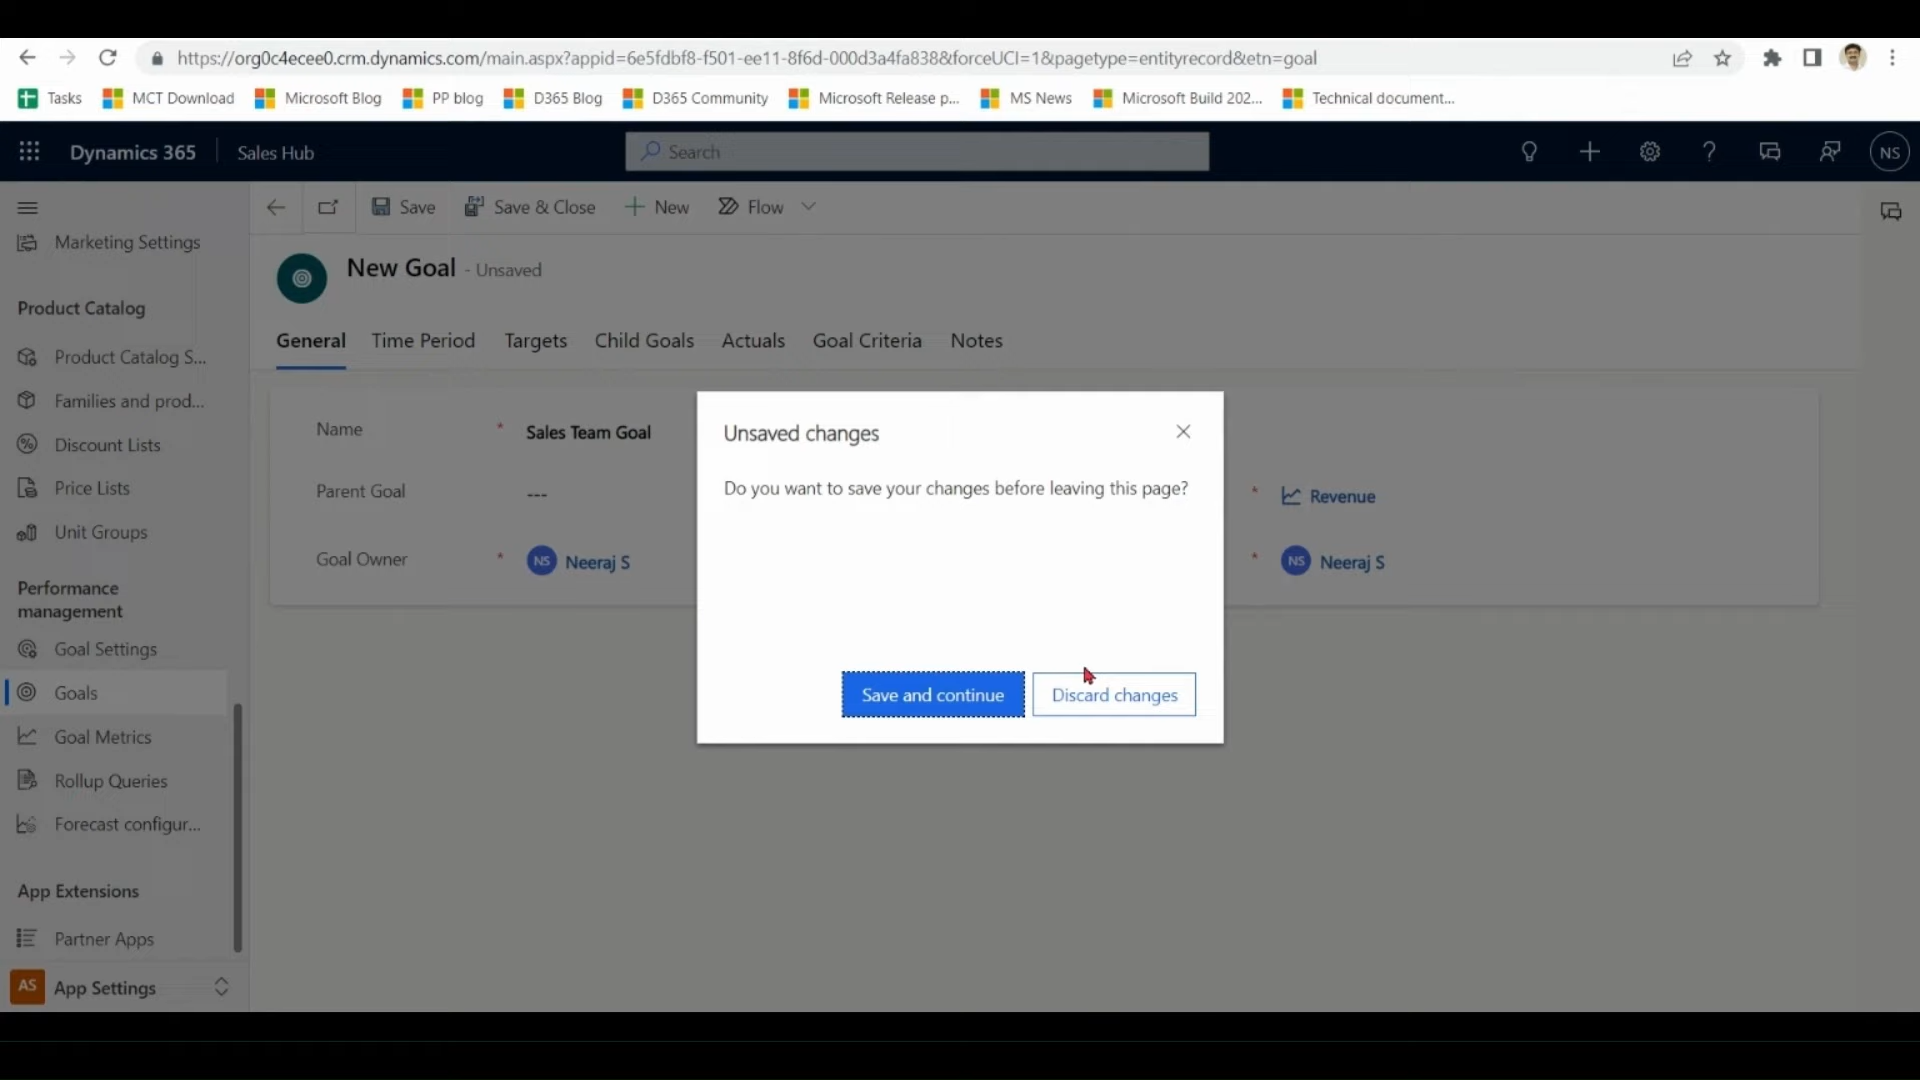 https://org0c4ecee0.crm.dynamics.com/main.aspx?appid=6e5fdbf8-f501-ee11-8f6d-000d3a4fa838&forceUCI=1&pagetype=entityrecord&etn=goal
Tasks MCT Download Microsoft Blog PP blog D365 Blog D365 Community Microsoft Release p... MS News Microsoft Build 202... Technical document...
Dynamics 365 Sales Hub Search NS
Save Save & Close New Flow
Marketing Settings
New Goal - Unsaved
Product Catalog
General Time Period Targets Child Goals Actuals Goal Criteria Notes
Product Catalog S...
Families and prod...
Discount Lists
Price Lists
Unit Groups
Name * Sales Team Goal
Parent Goal --- * Revenue
Goal Owner * NS Neeraj S * NS Neeraj S
Unsaved changes
Do you want to save your changes before leaving this page?
Save and continue Discard changes
Performance
management
Goal Settings
Goals
Goal Metrics
Rollup Queries
Forecast configur...
App Extensions
Partner Apps
AS App Settings